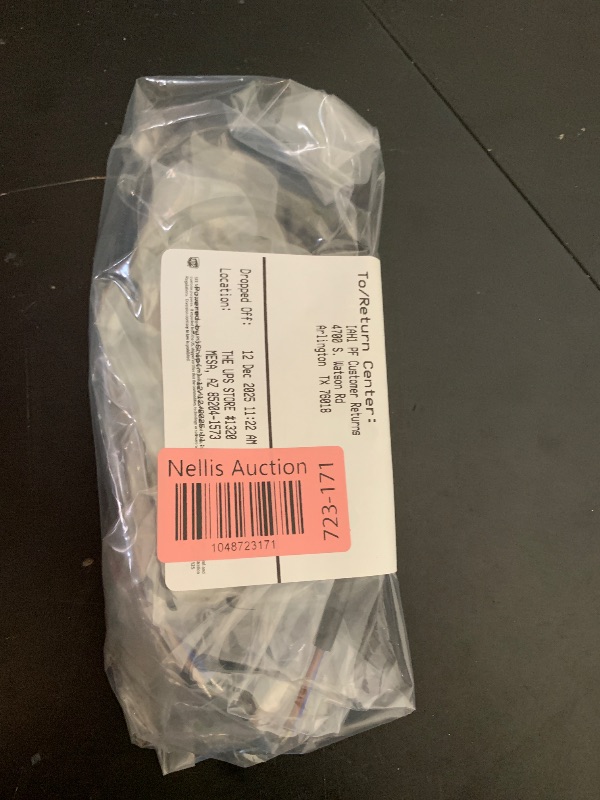 To/Return Center:
IAH1 PF Customer Returns
4700 S. Watson Rd
Arlington TX 76018
Dropped Off: 12 Dec 2025 11:22 AM
Location: THE UPS STORE #1320
MESA, AZ 85204-1573
Nellis Auction
1048723171
723-171